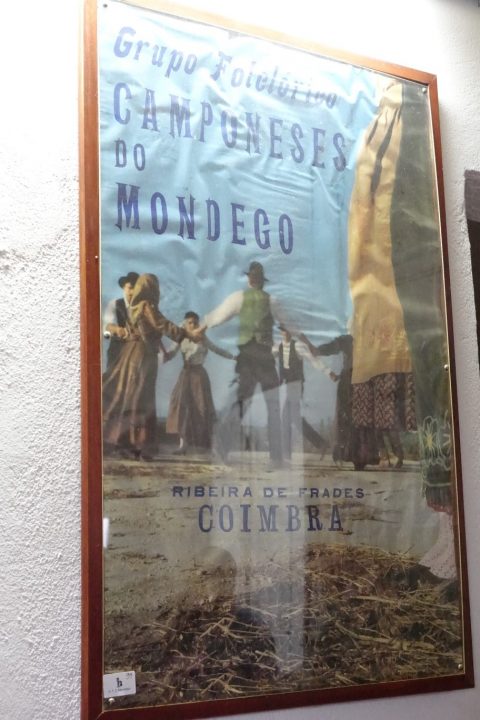 Grupo Folclórico
CAMPONESES
DO
MONDEGO
RIBEIRA DE FRADES
COIMBRA
h